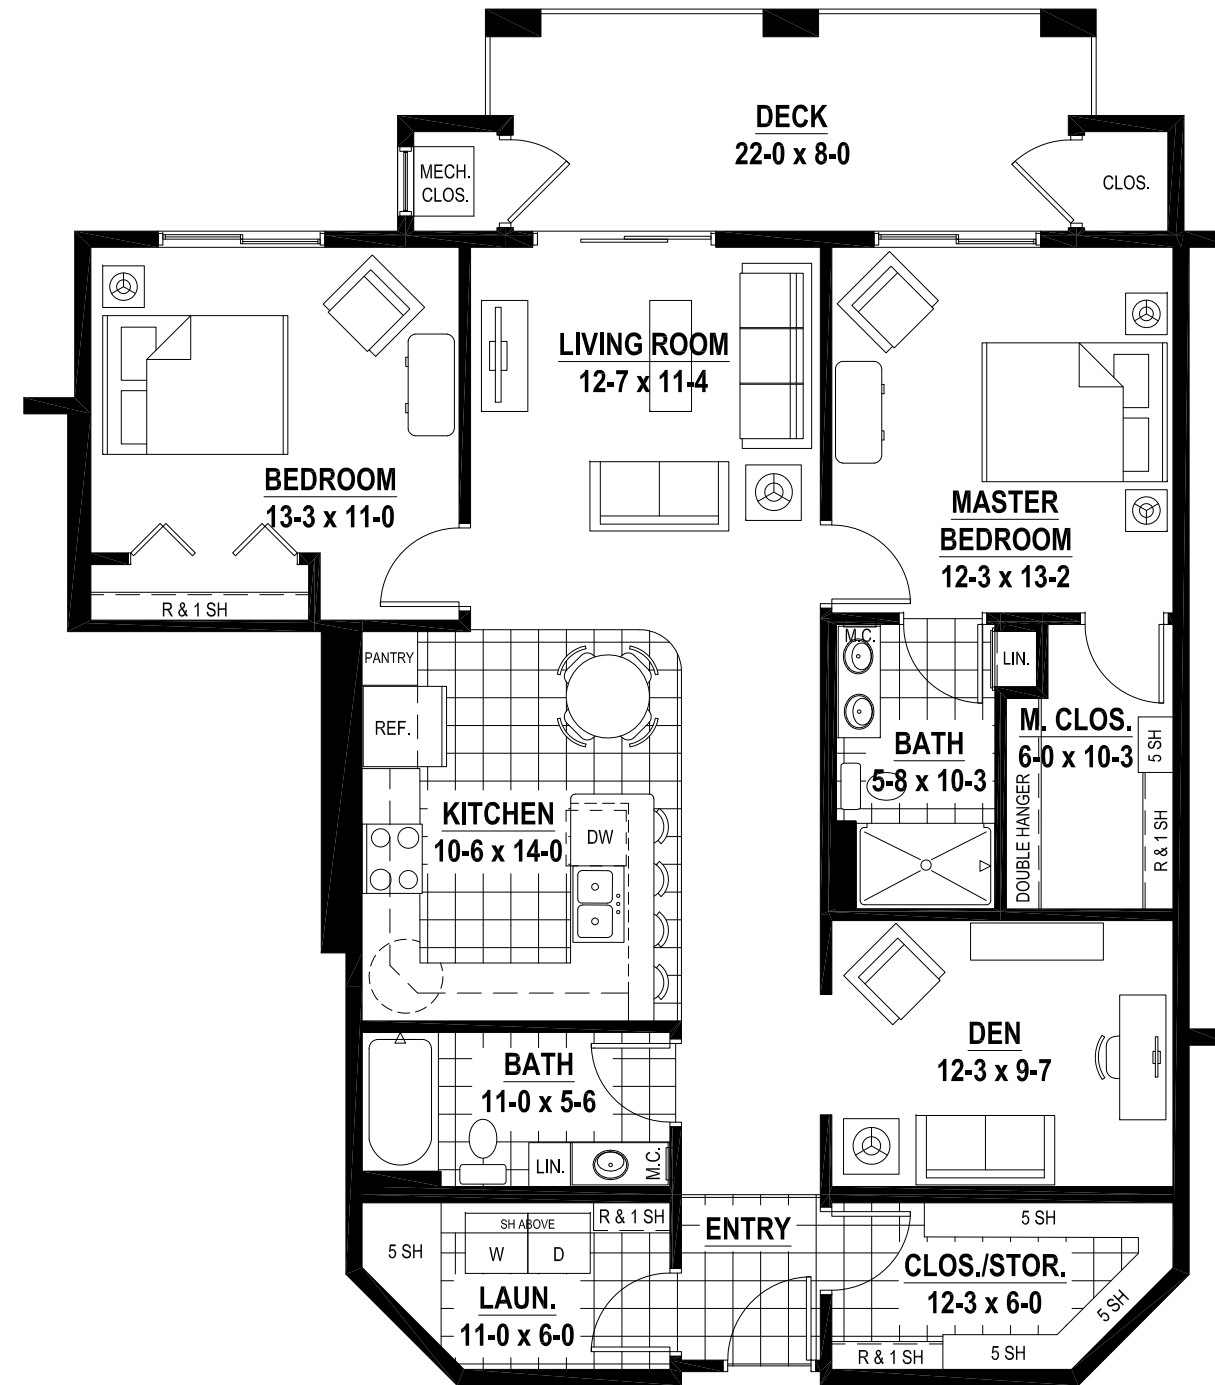 DECK
22-0 x 8-0
MECH.
CLOS.
CLOS.
LIVING ROOM
12-7 x 11-4
BEDROOM
13-3 x 11-0
R & 1 SH
MASTER
BEDROOM
12-3 x 13-2
M.C.
LIN.
PANTRY
REF.
BATH
5-8 x 10-3
M. CLOS.
6-0 x 10-3
5 SH
DOUBLE HANGER
R & 1 SH
KITCHEN
10-6 x 14-0
DW
DEN
12-3 x 9-7
BATH
11-0 x 5-6
LIN.
M.C.
5 SH
SH ABOVE
R & 1 SH
W
D
LAUN.
11-0 x 6-0
ENTRY
5 SH
CLOS./STOR.
12-3 x 6-0
5 SH
R & 1 SH
5 SH